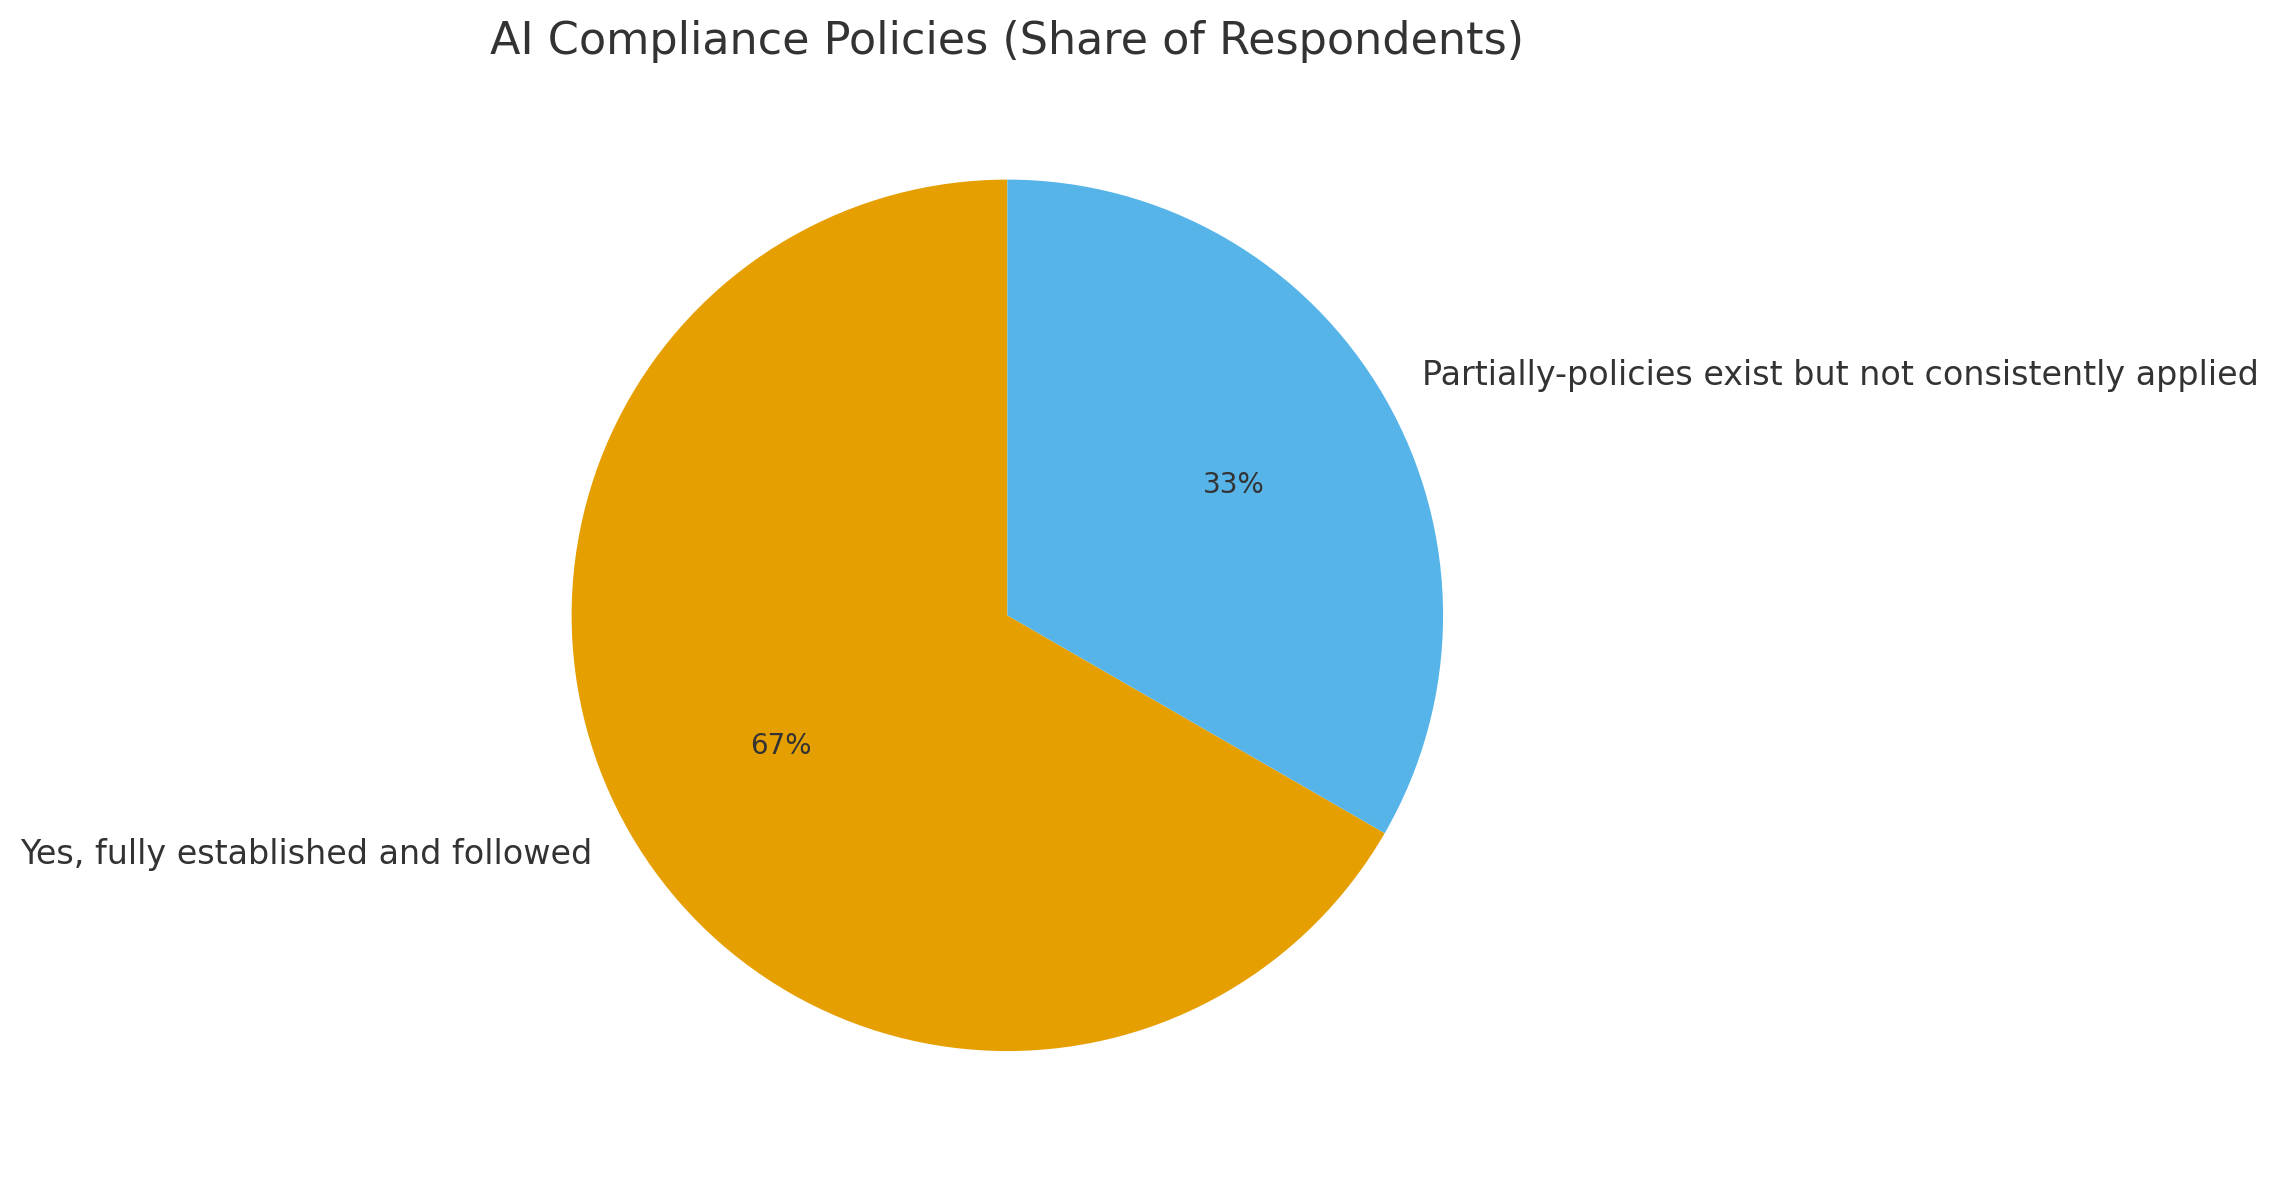 AI Compliance Policies (Share of Respondents)
Partially-policies exist but not consistently applied
33%
67%
Yes, fully established and followed